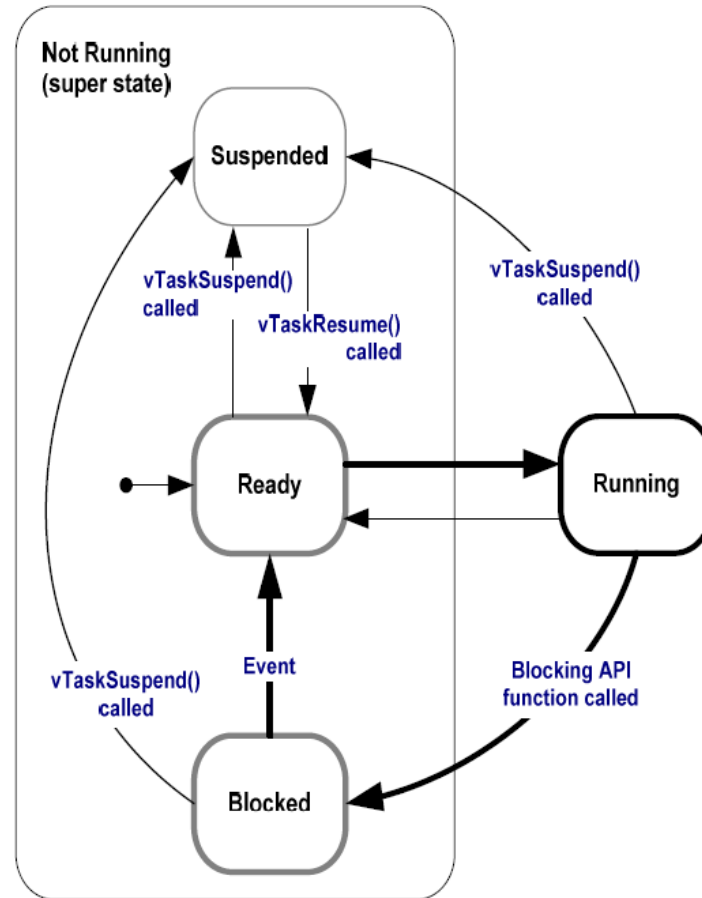 Not Running
(super state)
Suspended
vTaskSuspend()
called
vTaskResume()
called
vTaskSuspend()
called
Ready
Running
Event
vTaskSuspend()
called
Blocking API
function called
Blocked